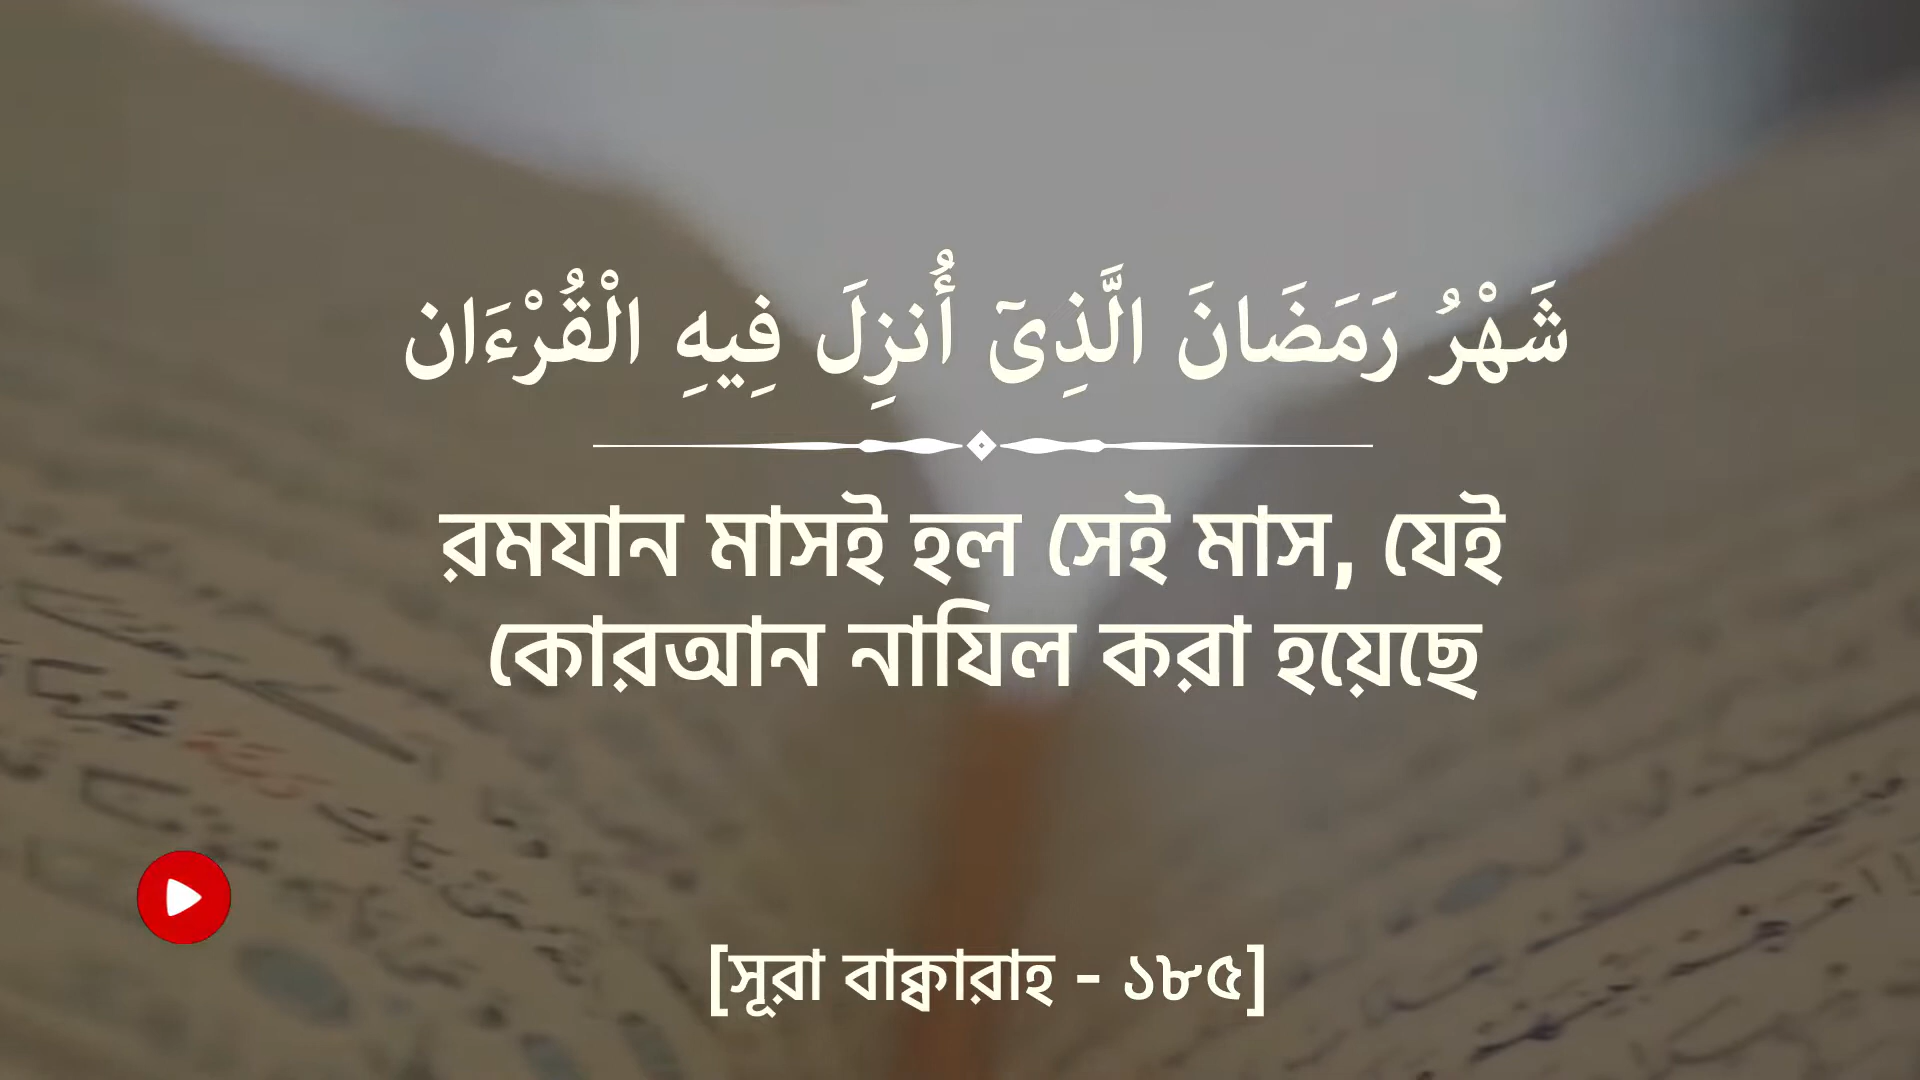 شَهْرُ رَمَضَانَ الَّذِىٓ أُنزِلَ فِيهِ الْقُرْءَان
রমযান মাসই হল সেই মাস, যেই
কোরআন নাযিল করা হয়েছে
[সূরা বাক্বারাহ - ১৮৫]